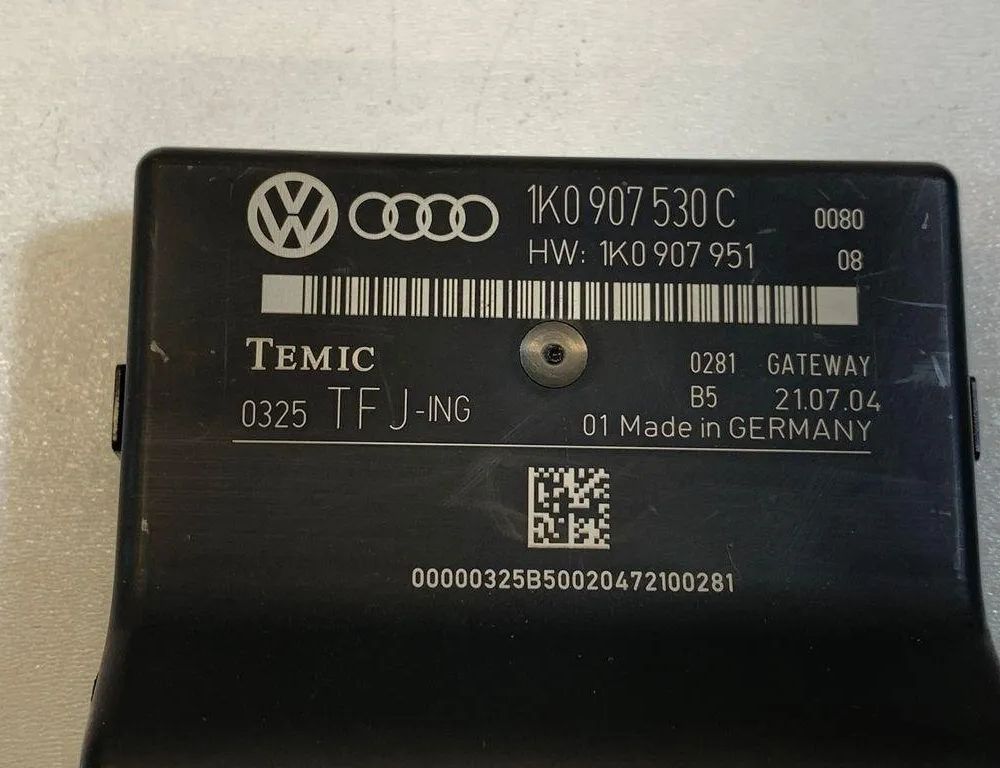 1K0 907 530 C 0080
HW: 1K0 907 951 08
TEMIC 0281 GATEWAY
0325 TFJ-ING B5 21.07.04
01 Made in GERMANY
00000325B50020472100281